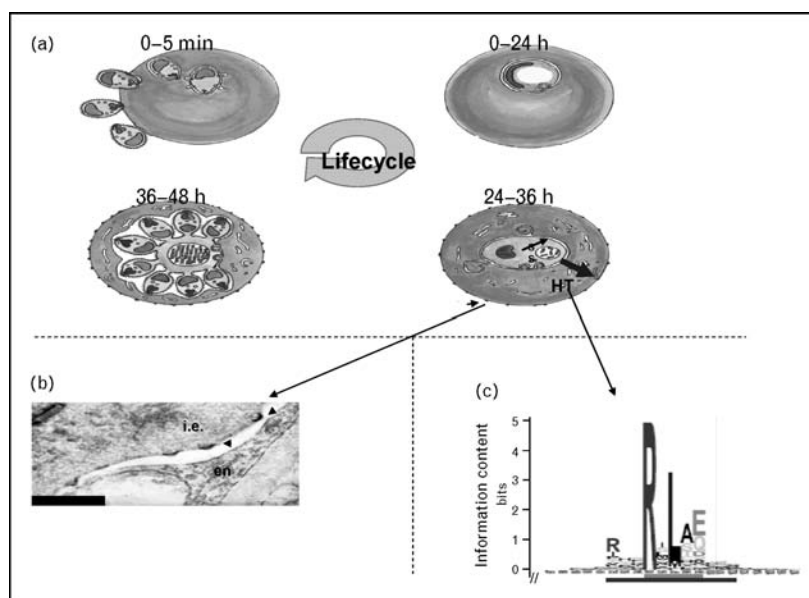 (a)
0–5 min
0–24 h
Lifecycle
36–48 h
24–36 h
HT
(b)
i.e.
en
(c)
Information content
bits
5
4
3
2
1
0
R
R
L
A
E
//